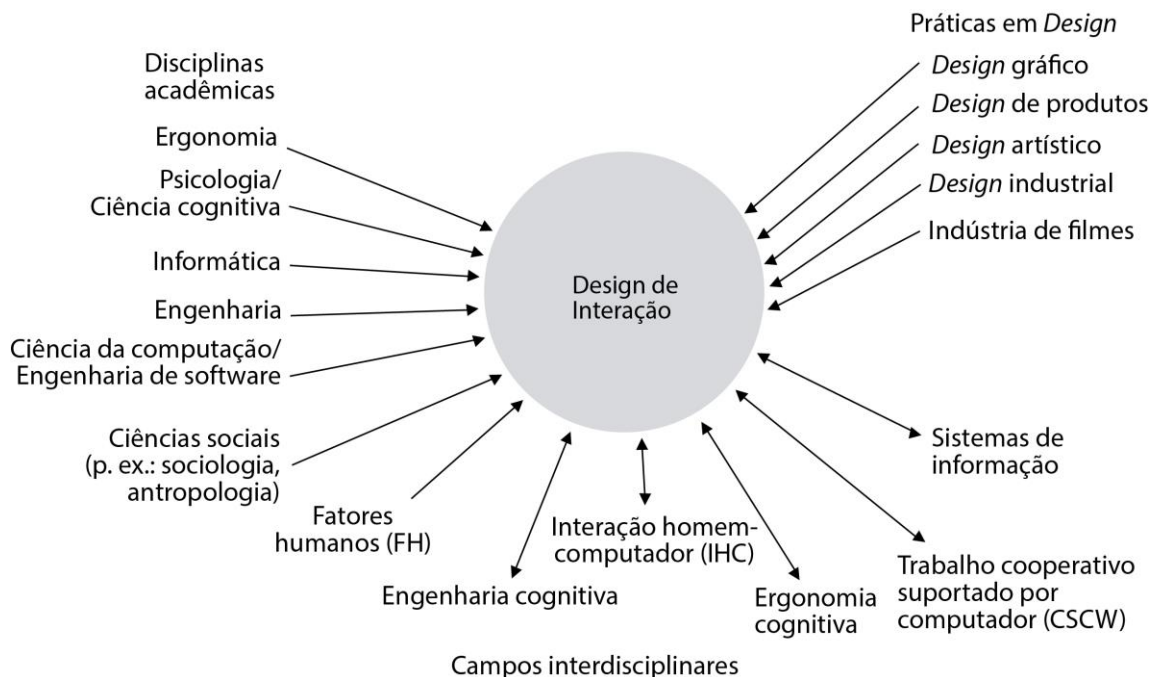 Práticas em Design
Design gráfico
Design de produtos
Design artístico
Design industrial
Indústria de filmes
Disciplinas
acadêmicas
Ergonomia
Psicologia/
Ciência cognitiva
Informática
Engenharia
Ciência da computação/
Engenharia de software
Ciências sociais
(p. ex.: sociologia,
antropologia)
Design de
Interação
Fatores
humanos (FH)
Engenharia cognitiva
Interação homem-
computador (IHC)
Ergonomia
cognitiva
Trabalho cooperativo
suportado por
computador (CSCW)
Sistemas de
informação
Campos interdisciplinares